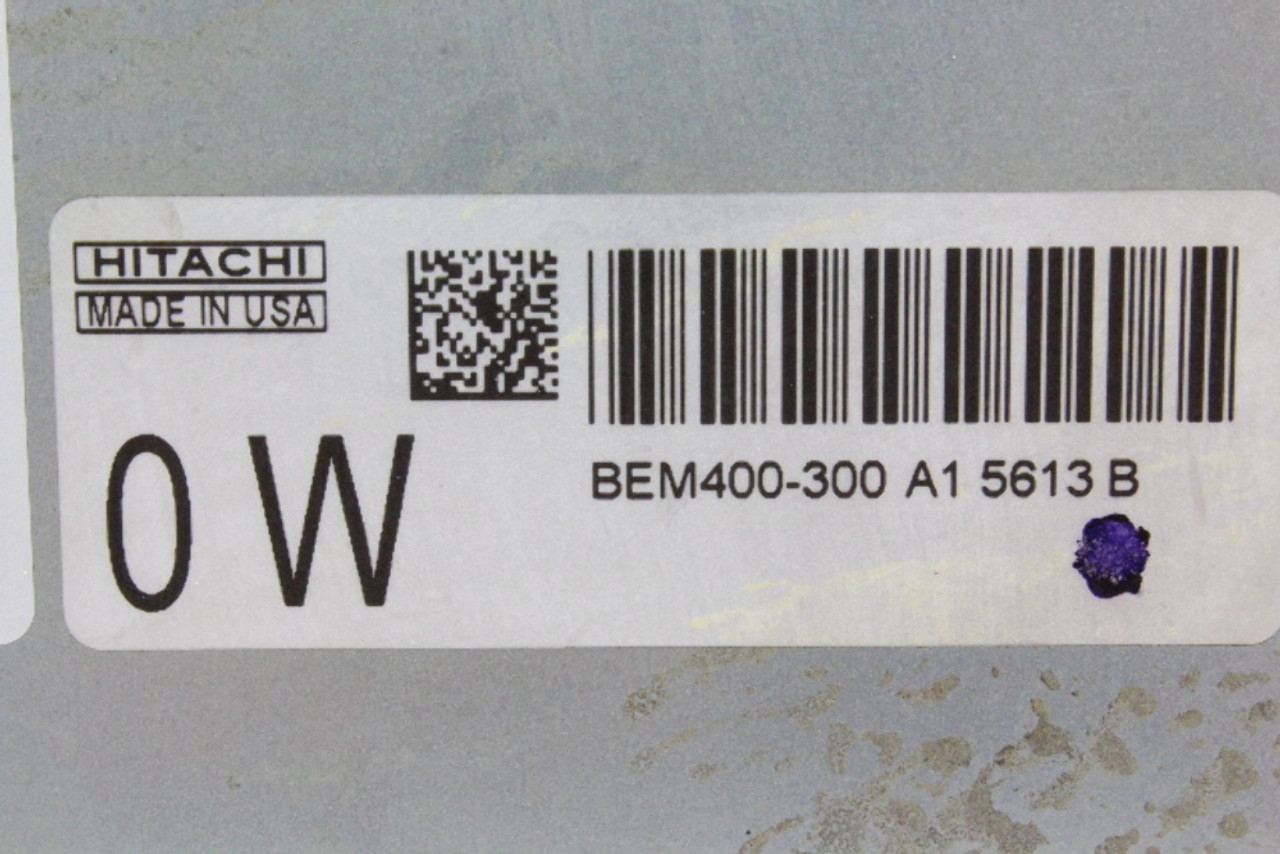 HITACHI
MADE IN USA
0 W
BEM400-300 A1 5613 B